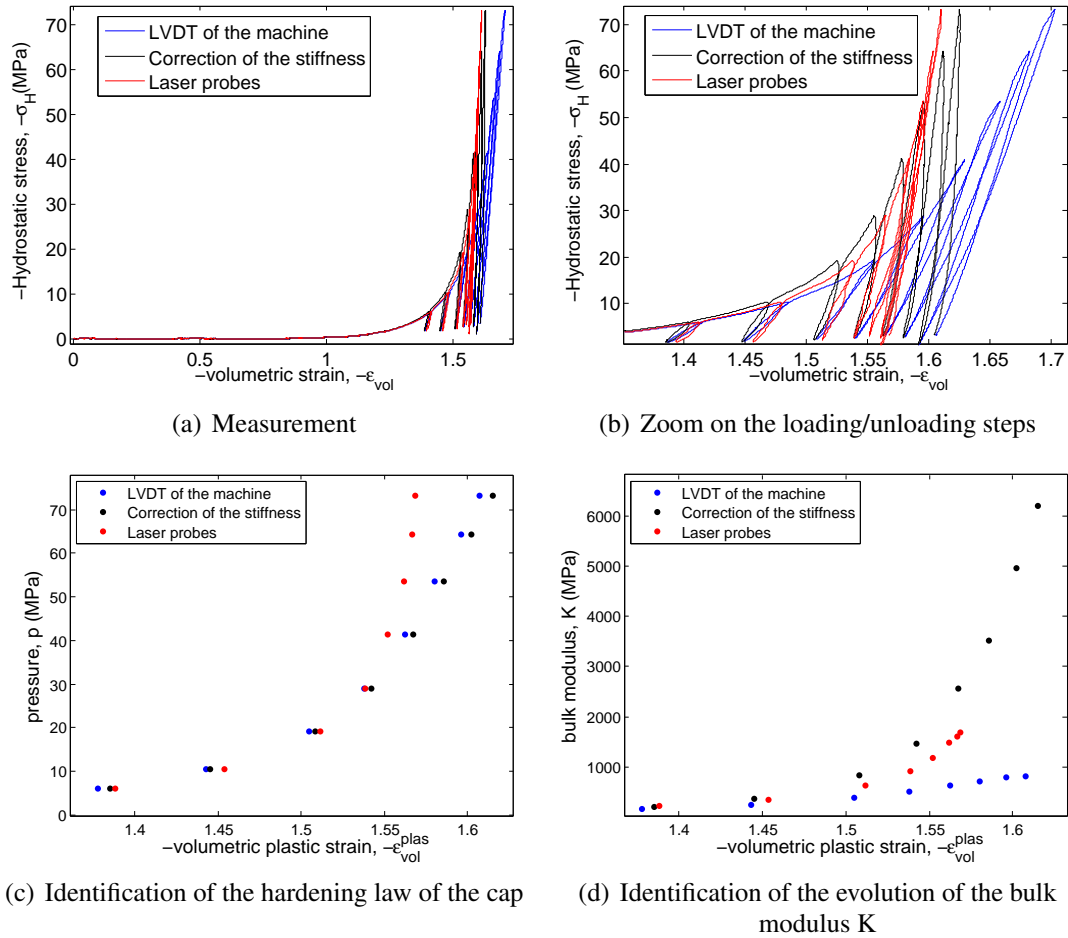 LVDT of the machine
Correction of the stiffness
Laser probes
−Hydrostatic stress, −σH(MPa)
70
60
50
40
30
20
10
0
0 0.5 1 1.5
−volumetric strain, −εvol
(a) Measurement
LVDT of the machine
Correction of the stiffness
Laser probes
−Hydrostatic stress, −σH (MPa)
70
60
50
40
30
20
10
1.4 1.45 1.5 1.55 1.6 1.65 1.7
−volumetric strain, −εvol
(b) Zoom on the loading/unloading steps
LVDT of the machine
Correction of the stiffness
Laser probes
pressure, p (MPa)
70
60
50
40
30
20
10
0
1.4 1.45 1.5 1.55 1.6
−volumetric plastic strain, −εvol plas
(c) Identification of the hardening law of the cap
LVDT of the machine
Correction of the stiffness
Laser probes
bulk modulus, K (MPa)
6000
5000
4000
3000
2000
1000
1.4 1.45 1.5 1.55 1.6
−volumetric plastic strain, −εvol plas
(d) Identification of the evolution of the bulk
modulus K